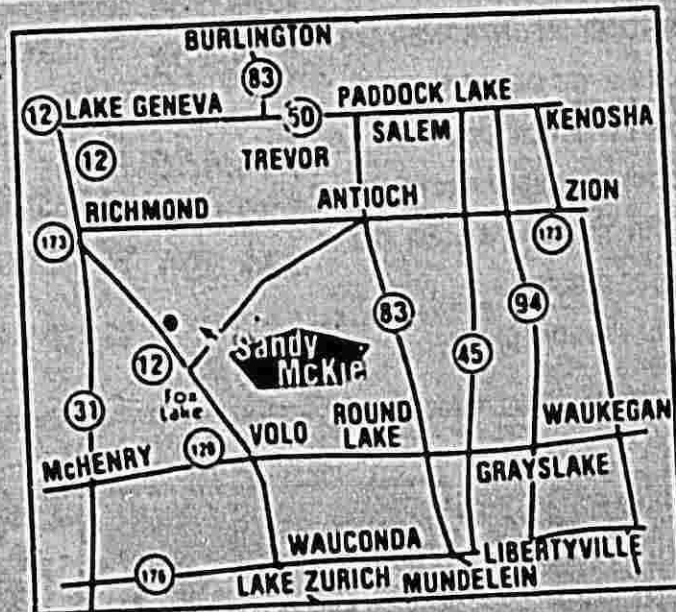 BURLINGTON
83
12 LAKE GENEVA 50 PADDOCK LAKE
12 TREVOR SALEM KENOSHA
RICHMOND ANTIOCH ZION
173 173
83 94
12 Sandy
McKie
45
31 Fox
Lake
McHENRY 120 VOLO ROUND
LAKE WAUKEGAN
GRAYSLAKE
WAUCONDA LIBERTYVILLE
176 LAKE ZURICH MUNDELEIN